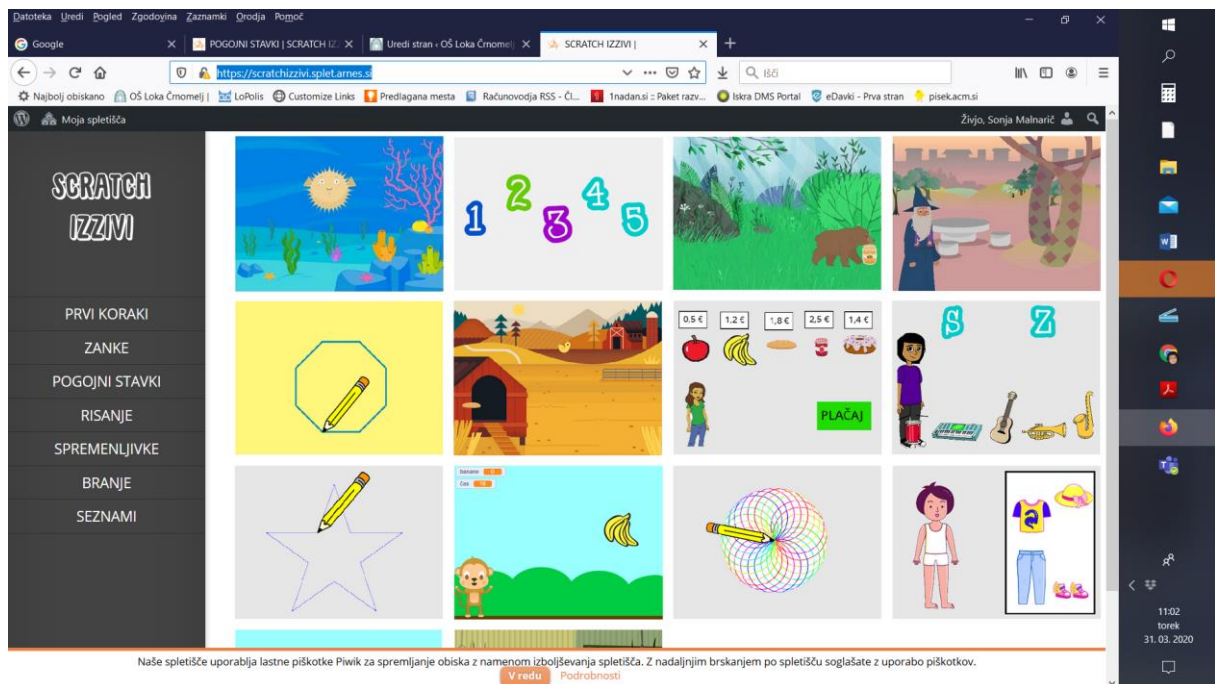 Datoteka Uredi Pogled Zgodovina Zaznamki Orodja Pomoč
Google
POGOJNI STAVKI | SCRATCH IZ
Uredi stran ‹ OŠ Loka Črnomelj
SCRATCH IZZIVI |
https://scratchizzivi.splet.arnes.si
Išči
Najbolj obiskano OŠ Loka Črnomelj | LoPolis Customize Links Predlagana mesta Računovodja RSS - Čl... 1nadan.si :: Paket razv... Iskra DMS Portal eDavki - Prva stran pisek.acm.si
Moja spletišča
Živjo, Sonja Malnarič
SCRATCH
IZZIVI
PRVI KORAKI
ZANKE
POGOJNI STAVKI
RISANJE
SPREMENLJIVKE
BRANJE
SEZNAMI
1 2 3 4 5
0.5 € 1.2 € 1,8 € 2,5 € 1,4 €
PLAČAJ
S Z
banane 0
čas
Naše spletišče uporablja lastne piškotke Piwik za spremljanje obiska z namenom izboljševanja spletišča. Z nadaljnjim brskanjem po spletišču soglašate z uporabo piškotkov.
V redu Podrobnosti
11:02
torek
31. 03. 2020